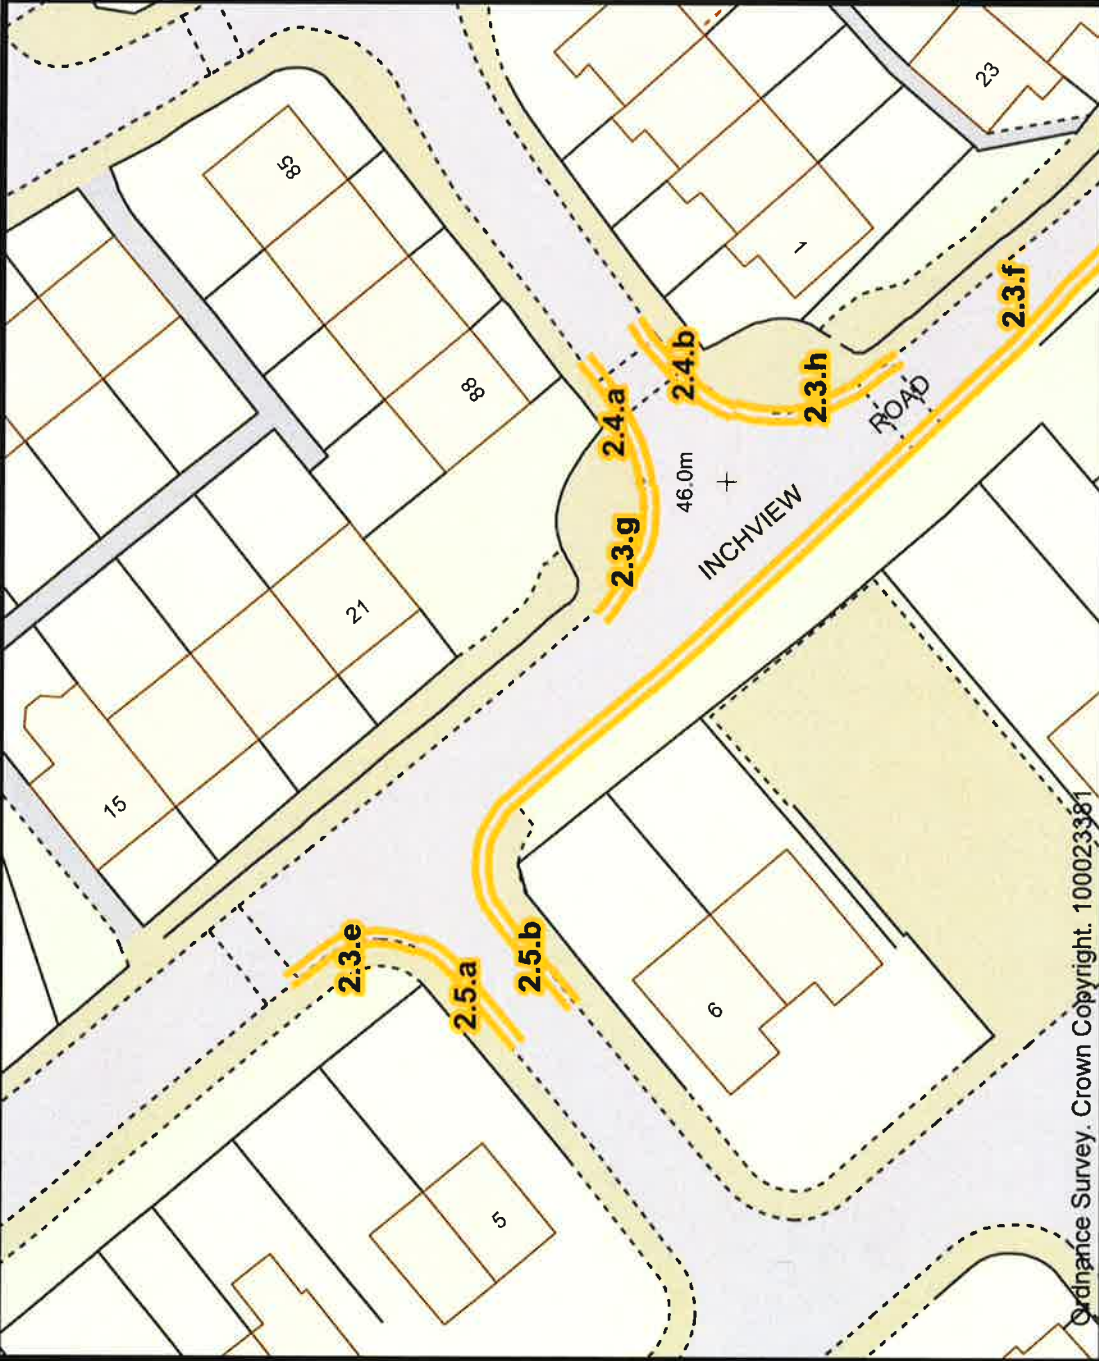 85
23
1
88
2.4.b
2.3.f
2.4.a
2.3.h
ROAD
46.0m
INCHVIEW
2.3.g
21
15
2.3.e
2.5.a
2.5.b
6
5
Ordnance Survey. Crown Copyright. 100023381